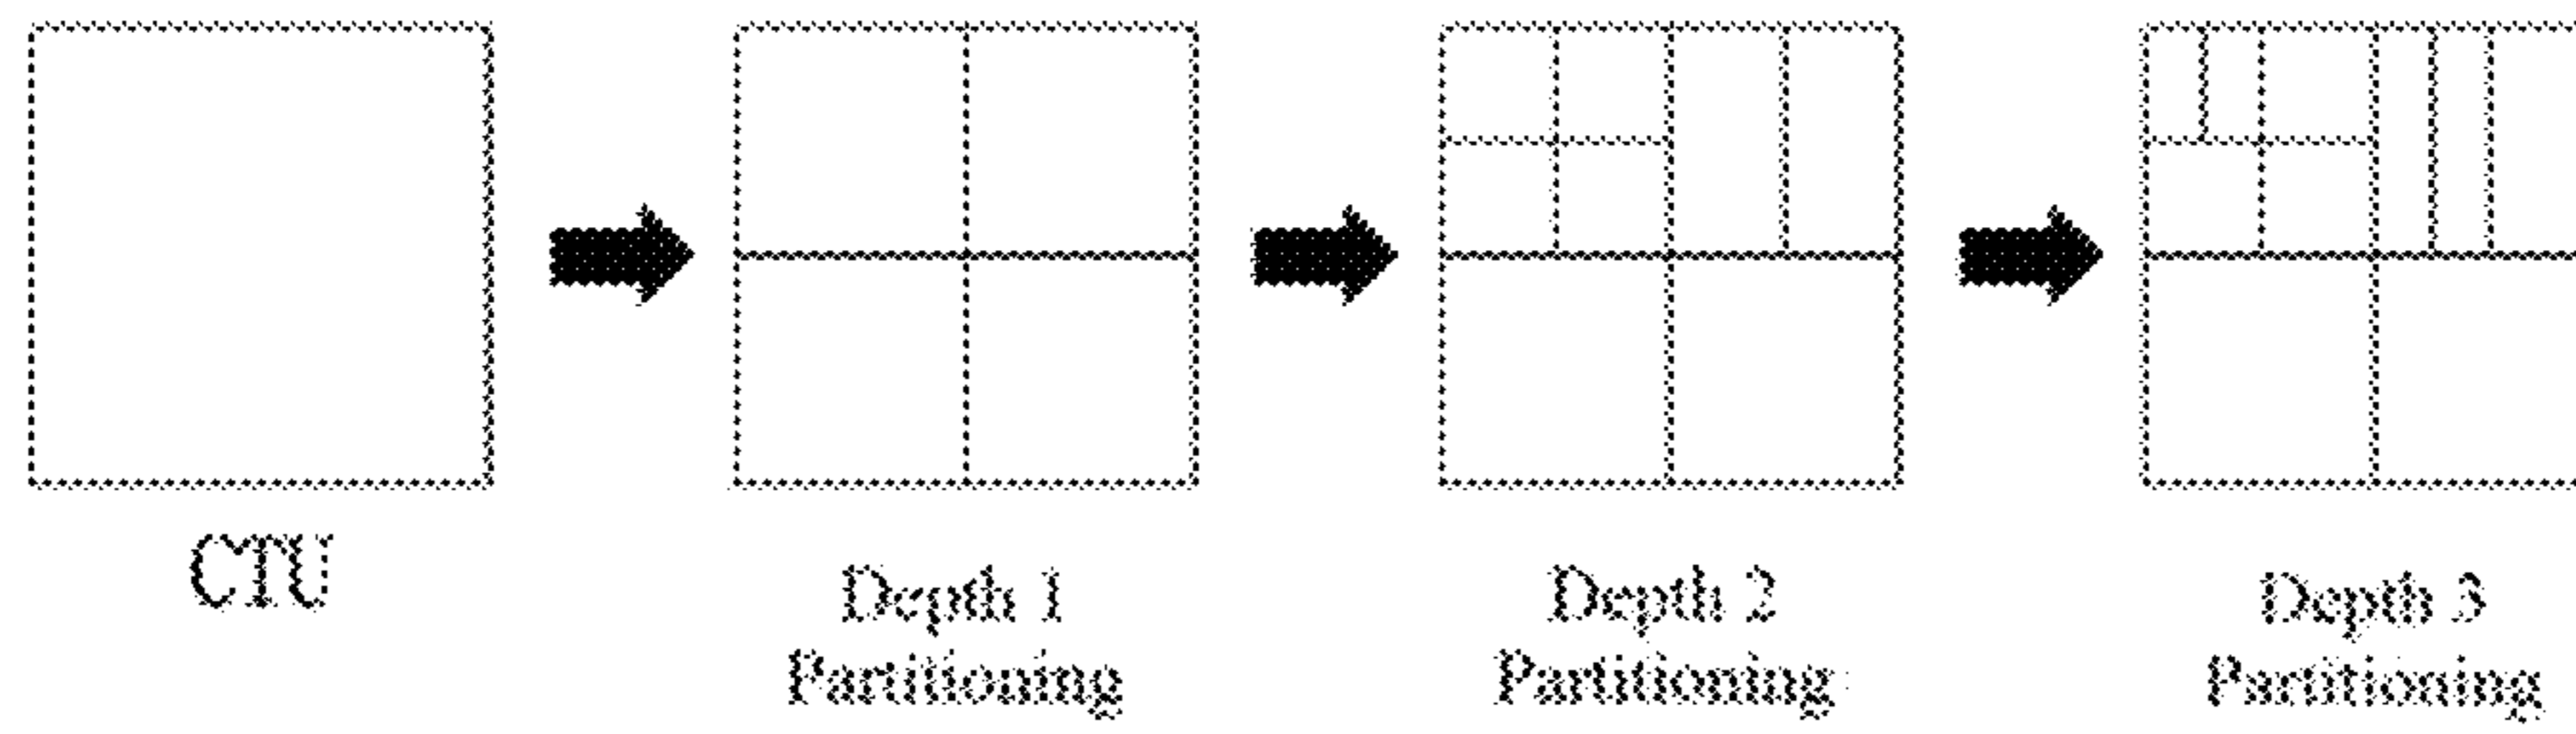 CTU
Depth 1
Partitioning
Depth 2
Partitioning
Depth 3
Partitioning